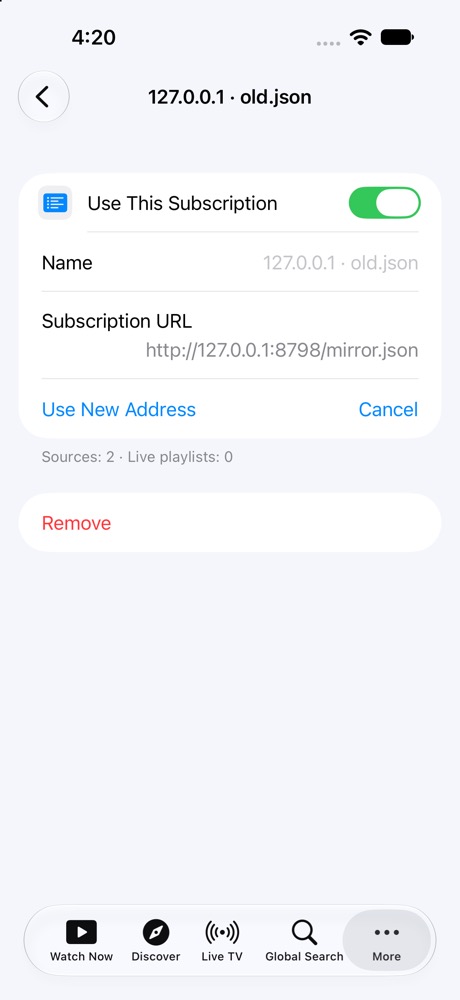 4:20
127.0.0.1 · old.json
Use This Subscription
Name 127.0.0.1 · old.json
Subscription URL
http://127.0.0.1:8798/mirror.json
Use New Address Cancel
Sources: 2 · Live playlists: 0
Remove
Watch Now Discover Live TV Global Search More